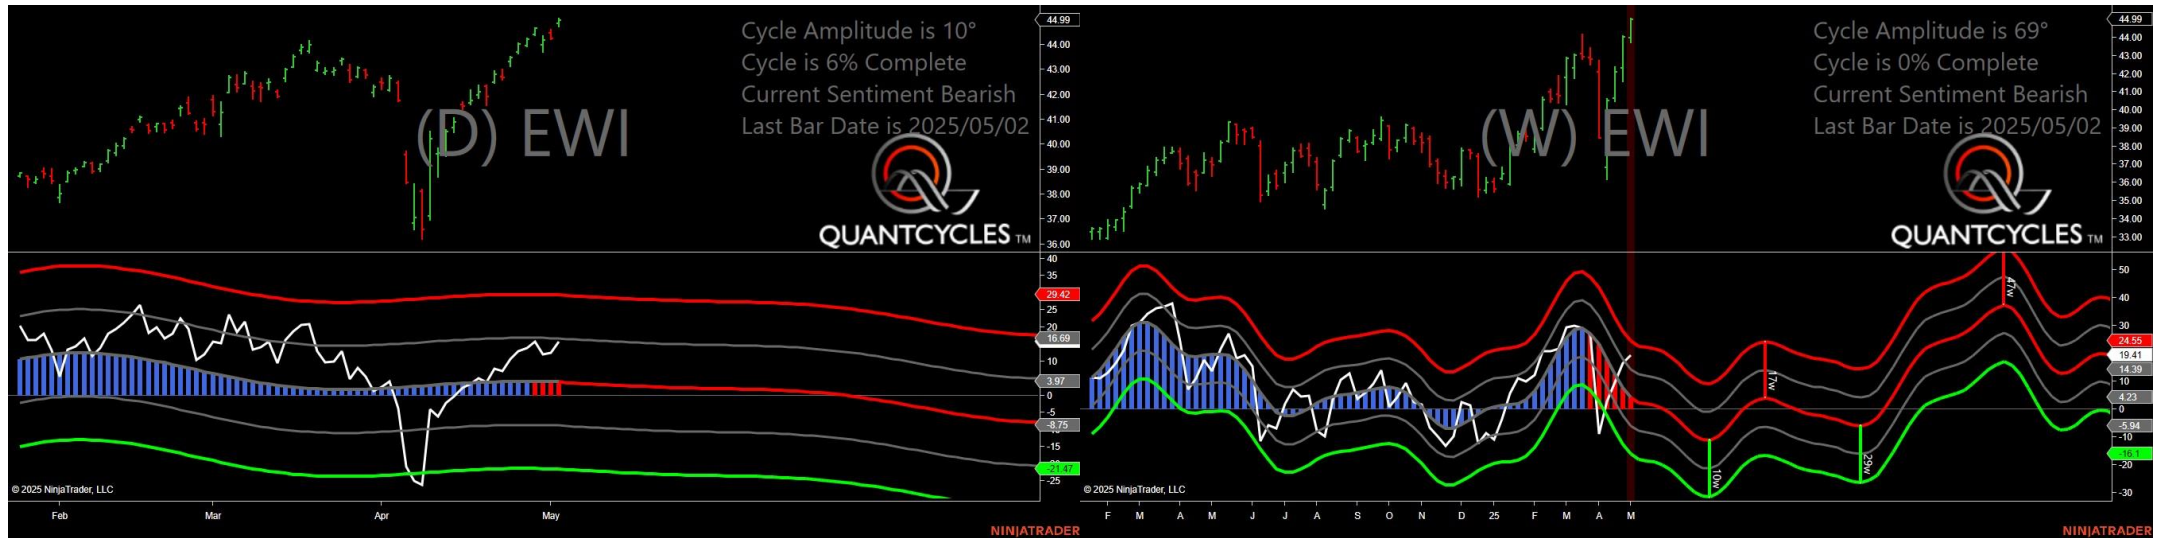 Cycle Amplitude is 10°
Cycle is 6% Complete
Current Sentiment Bearish
Last Bar Date is 2025/05/02
(D) EWI
QUANTCYCLES TM
44.99
44.00
43.00
42.00
41.00
40.00
39.00
38.00
37.00
36.00
40
35
29.42
25
20
16.69
10
3.97
0
-5
-8.75
-15
-21.47
-25
© 2025 NinjaTrader, LLC
Feb
Mar
Apr
May
NINJATRADER
Cycle Amplitude is 69°
Cycle is 0% Complete
Current Sentiment Bearish
Last Bar Date is 2025/05/02
(W) EWI
QUANTCYCLES TM
44.99
44.00
43.00
42.00
41.00
40.00
39.00
38.00
37.00
36.00
35.00
34.00
33.00
50
40
30
24.55
19.41
14.39
10
4.23
0
-5.94
-10
-16.1
-20
-30
10w
17w
29w
47w
© 2025 NinjaTrader, LLC
F
M
A
M
J
J
A
S
O
N
D
25
F
M
A
M
NINJATRADER